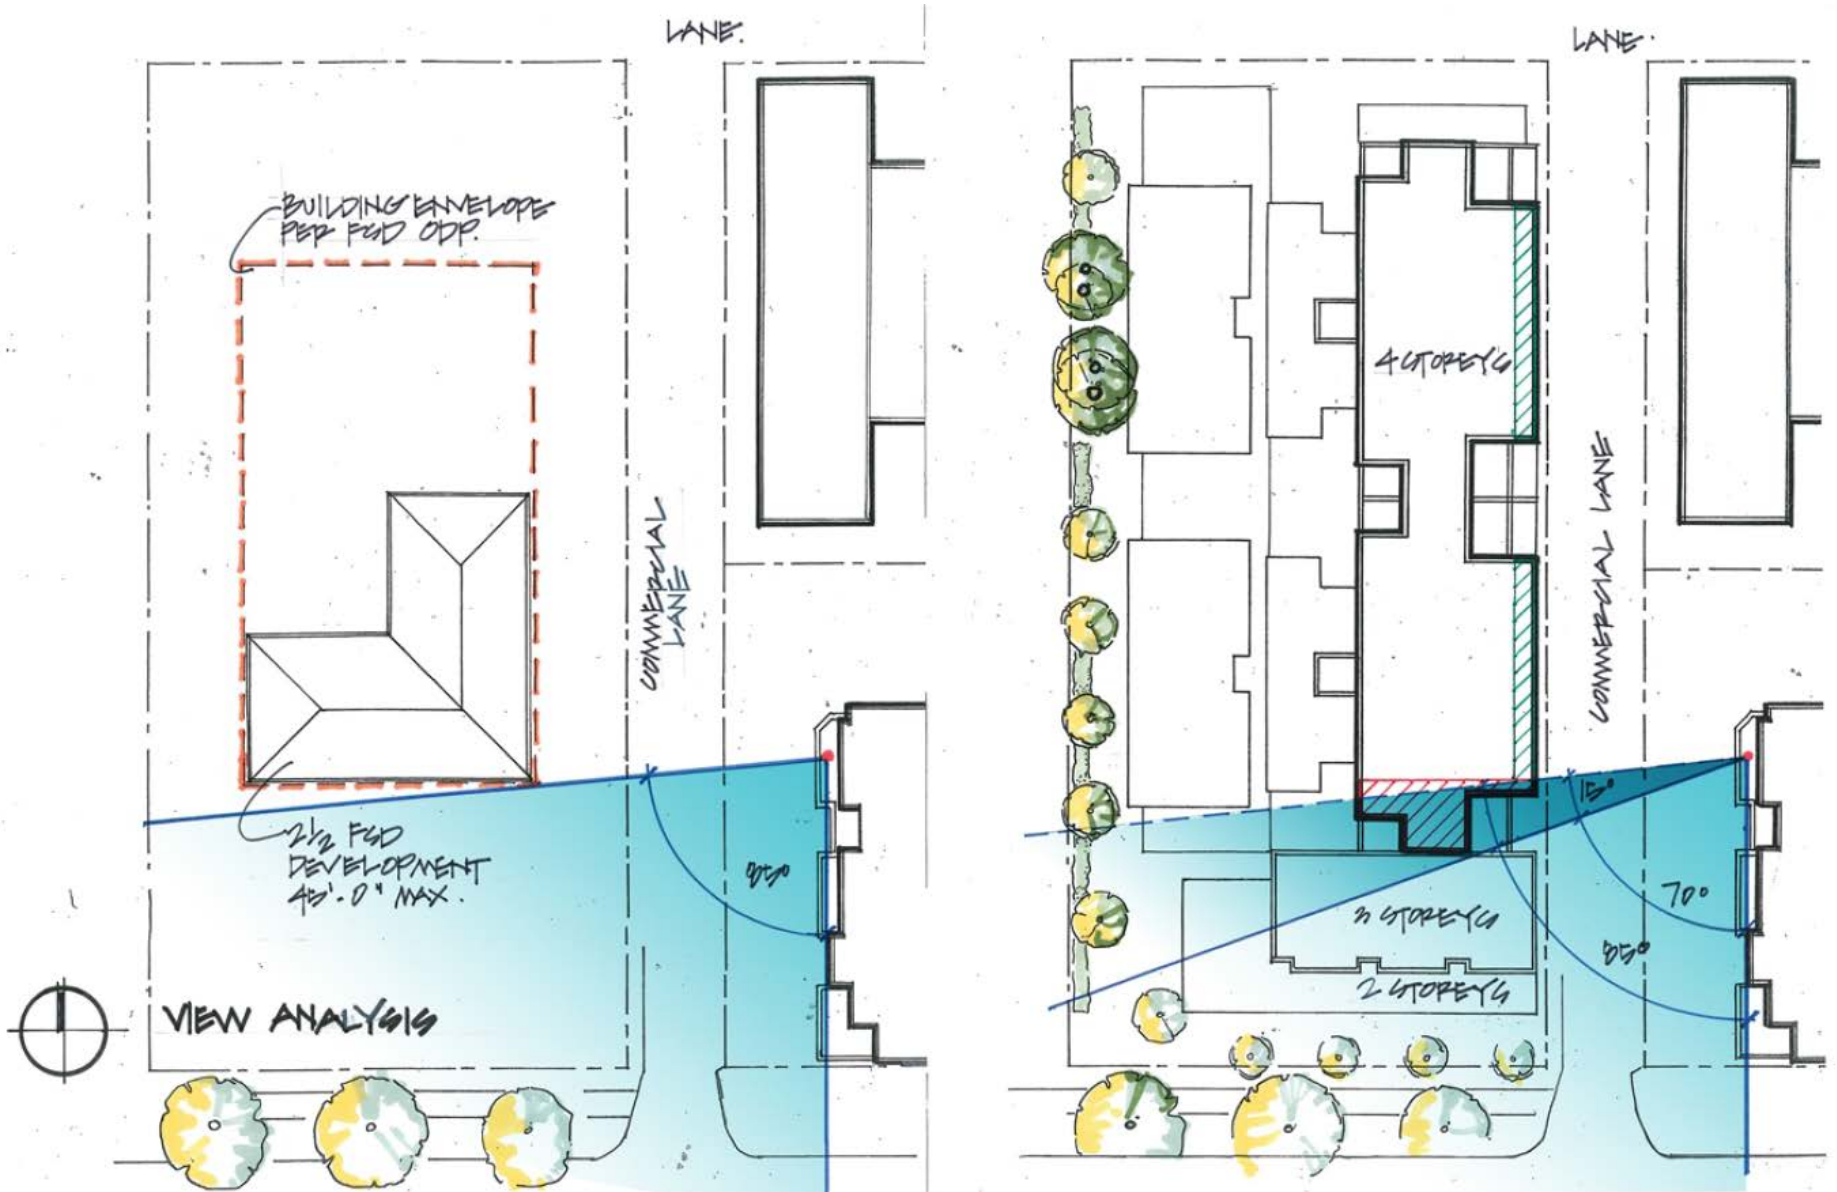 LANE.
BUILDING ENVELOPE
PER FSD ODP.
COMMERCIAL
LANE
85°
2½ FSD
DEVELOPMENT
45'.0" MAX.
VIEW ANALYSIS
LANE.
4 STOREYS
COMMERCIAL LANE
15°
70°
85°
3 STOREYS
2 STOREYS